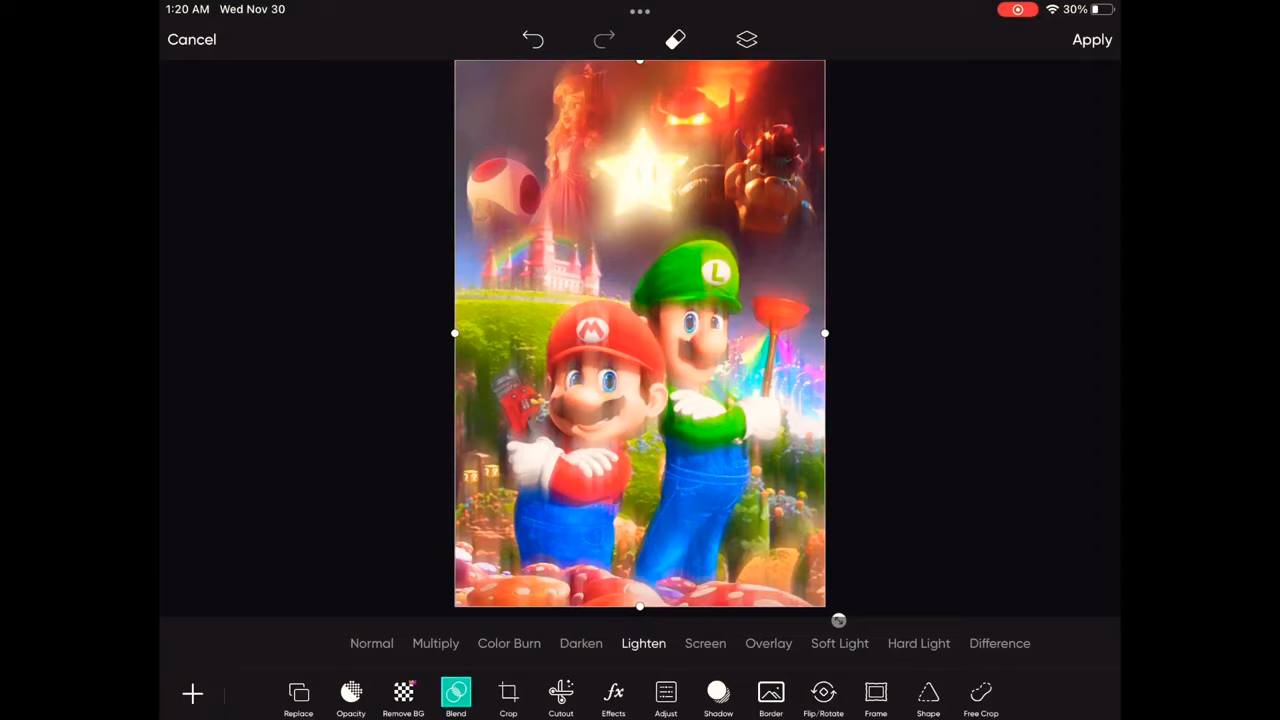 1:20 AM Wed Nov 30
30%
Cancel
Apply
L
M
Normal Multiply Color Burn Darken Lighten Screen Overlay Soft Light Hard Light Difference
fx
Replace Opacity Remove BG Blend Crop Cutout Effects Adjust Shadow Border Flip/Rotate Frame Shape Free Crop